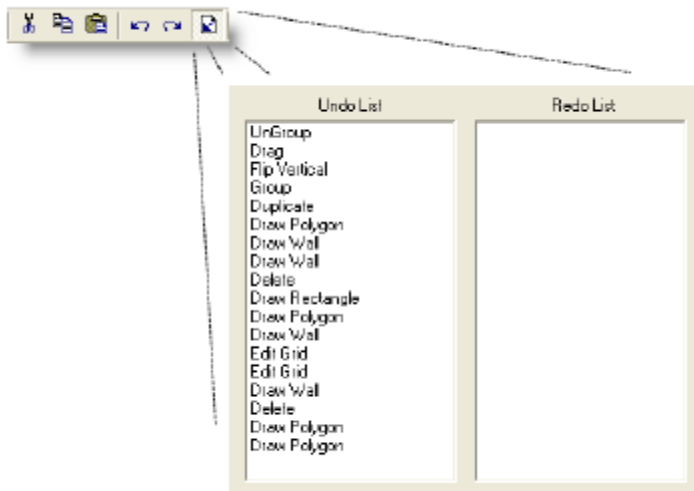 Undo List
Redo List
UnGroup
Drag
Flip Vertical
Group
Duplicate
Draw Polygon
Draw Wall
Draw Wall
Delete
Draw Rectangle
Draw Polygon
Draw Wall
Edit Grid
Edit Grid
Draw Wall
Delete
Draw Polygon
Draw Polygon